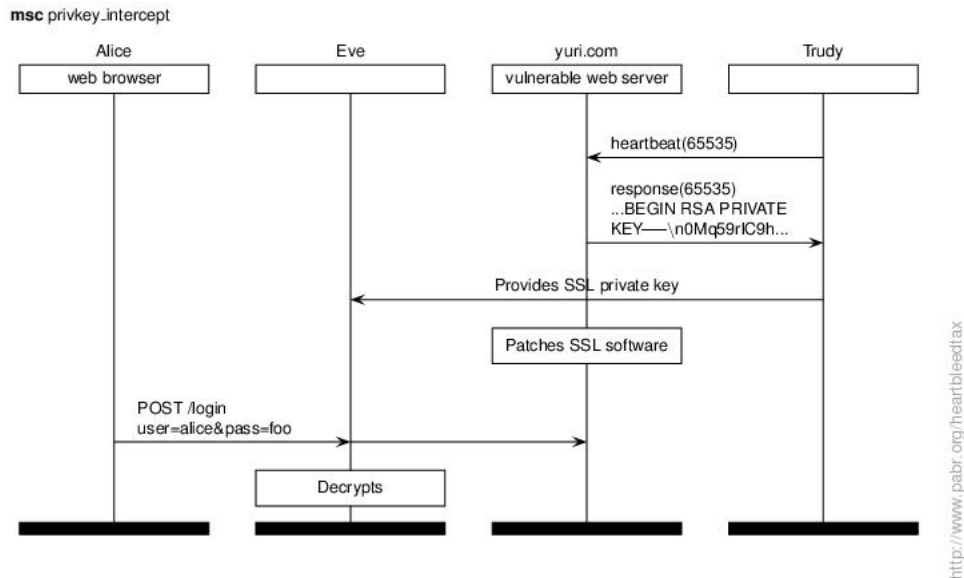 msc privkey_intercept
Alice
Eve
yuri.com
Trudy
web browser
vulnerable web server
heartbeat(65535)
response(65535)
...BEGIN RSA PRIVATE
KEY-----\n0Mq59rIC9h...
Provides SSL private key
Patches SSL software
POST /login
user=alice&pass=foo
Decrypts
http://www.pabr.org/heartbleedtax